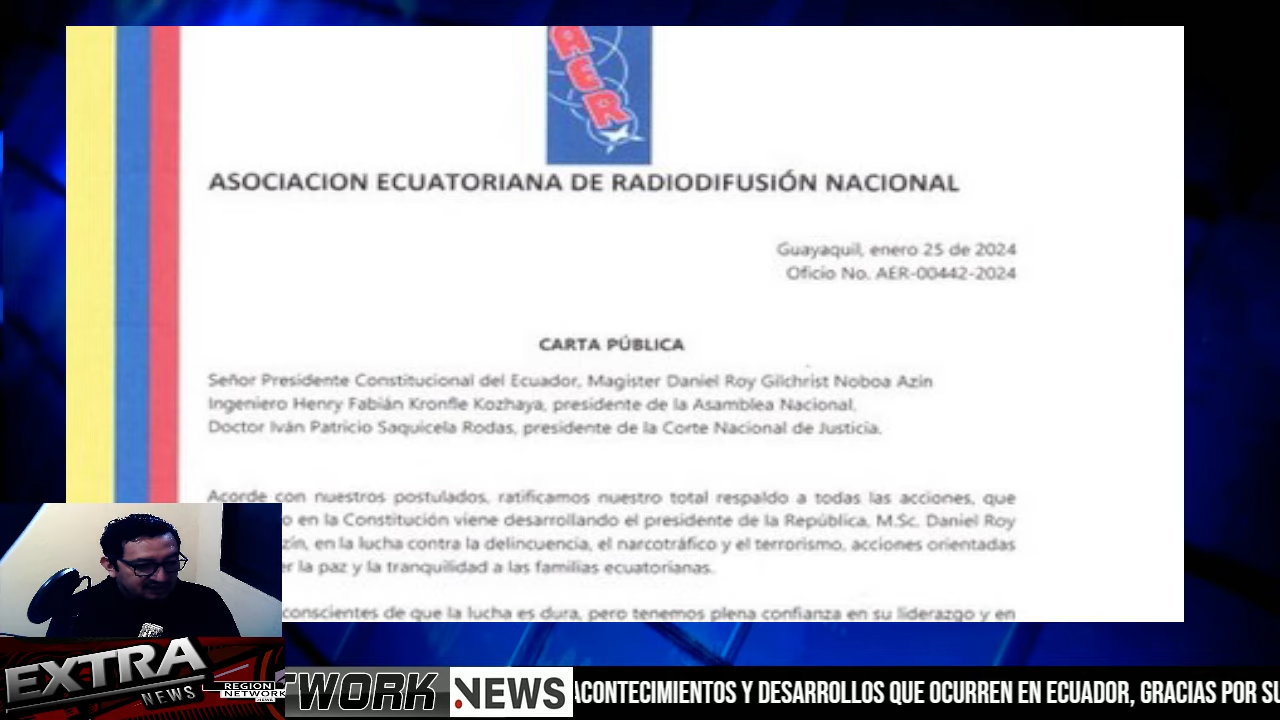 AER
ASOCIACION ECUATORIANA DE RADIODIFUSIÓN NACIONAL
Guayaquil, enero 25 de 2024
Oficio No. AER-00442-2024
CARTA PÚBLICA
Señor Presidente Constitucional del Ecuador, Magister Daniel Roy Gilchrist Noboa Azin
Ingeniero Henry Fabián Kronfle Kozhaya, presidente de la Asamblea Nacional.
Doctor Iván Patricio Saquicela Rodas, presidente de la Corte Nacional de Justicia.
Acorde con nuestros postulados, ratificamos nuestro total respaldo a todas las acciones, que
en la Constitución viene desarrollando el presidente de la República, M.Sc. Daniel Roy
en la lucha contra la delincuencia, el narcotráfico y el terrorismo, acciones orientadas
la paz y la tranquilidad a las familias ecuatorianas.
conscientes de que la lucha es dura, pero tenemos plena confianza en su liderazgo y en
EXTRA
NEWS
REGION
NETWORK
TWORK .NEWS
ACONTECIMIENTOS Y DESARROLLOS QUE OCURREN EN ECUADOR, GRACIAS POR SU